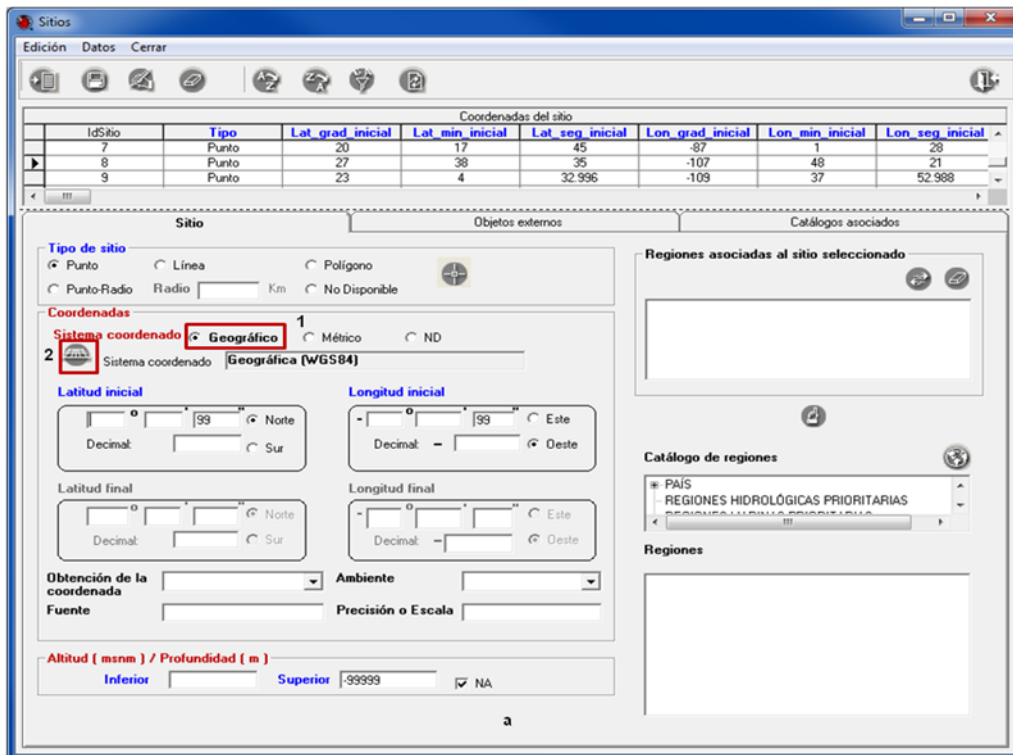 Sitios
Edición Datos Cerrar
Coordenadas del sitio
IdSitio Tipo Lat_grad_inicial Lat_min_inicial Lat_seg_inicial Lon_grad_inicial Lon_min_inicial Lon_seg_inicial
7 Punto 20 17 45 -87 1 28
8 Punto 27 38 35 -107 48 21
9 Punto 23 4 32.996 -109 37 52.988
Sitio Objetos externos Catálogos asociados
Tipo de sitio
Punto Línea Polígono
Punto-Radio Radio Km No Disponible
Coordenadas
1
Sistema coordenado Geográfico Métrico ND
2 Sistema coordenado Geográfica (WGS84)
Latitud inicial Longitud inicial
º ' 99 " Norte - º ' 99 " Este
Decimal: Sur Decimal: - Oeste
Latitud final Longitud final
º ' " Norte - º ' " Este
Decimal: Sur Decimal: - Oeste
Obtención de la coordenada Ambiente
Fuente Precisión o Escala
Altitud ( msnm ) / Profundidad ( m )
Inferior Superior -99999 NA
a
Regiones asociadas al sitio seleccionado
Catálogo de regiones
PAÍS
REGIONES HIDROLÓGICAS PRIORITARIAS
Regiones